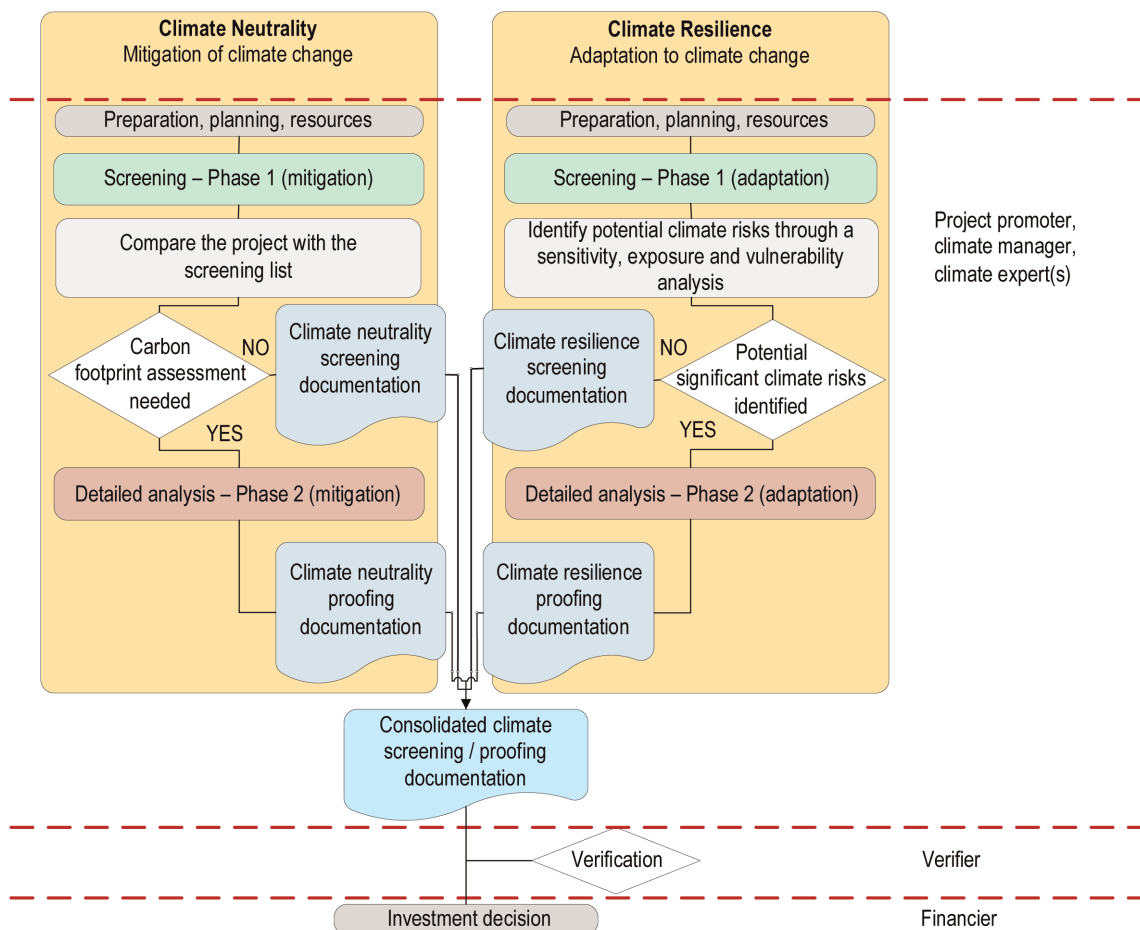 Climate Neutrality
Mitigation of climate change
Climate Resilience
Adaptation to climate change
Preparation, planning, resources
Preparation, planning, resources
Screening – Phase 1 (mitigation)
Screening – Phase 1 (adaptation)
Compare the project with the
screening list
Identify potential climate risks through a
sensitivity, exposure and vulnerability
analysis
Project promoter,
climate manager,
climate expert(s)
Carbon
footprint assessment
needed
NO
Climate neutrality
screening
documentation
Climate resilience
screening
documentation
NO
Potential
significant climate risks
identified
YES
YES
Detailed analysis – Phase 2 (mitigation)
Detailed analysis – Phase 2 (adaptation)
Climate neutrality
proofing
documentation
Climate resilience
proofing
documentation
Consolidated climate
screening / proofing
documentation
Verification
Verifier
Investment decision
Financier